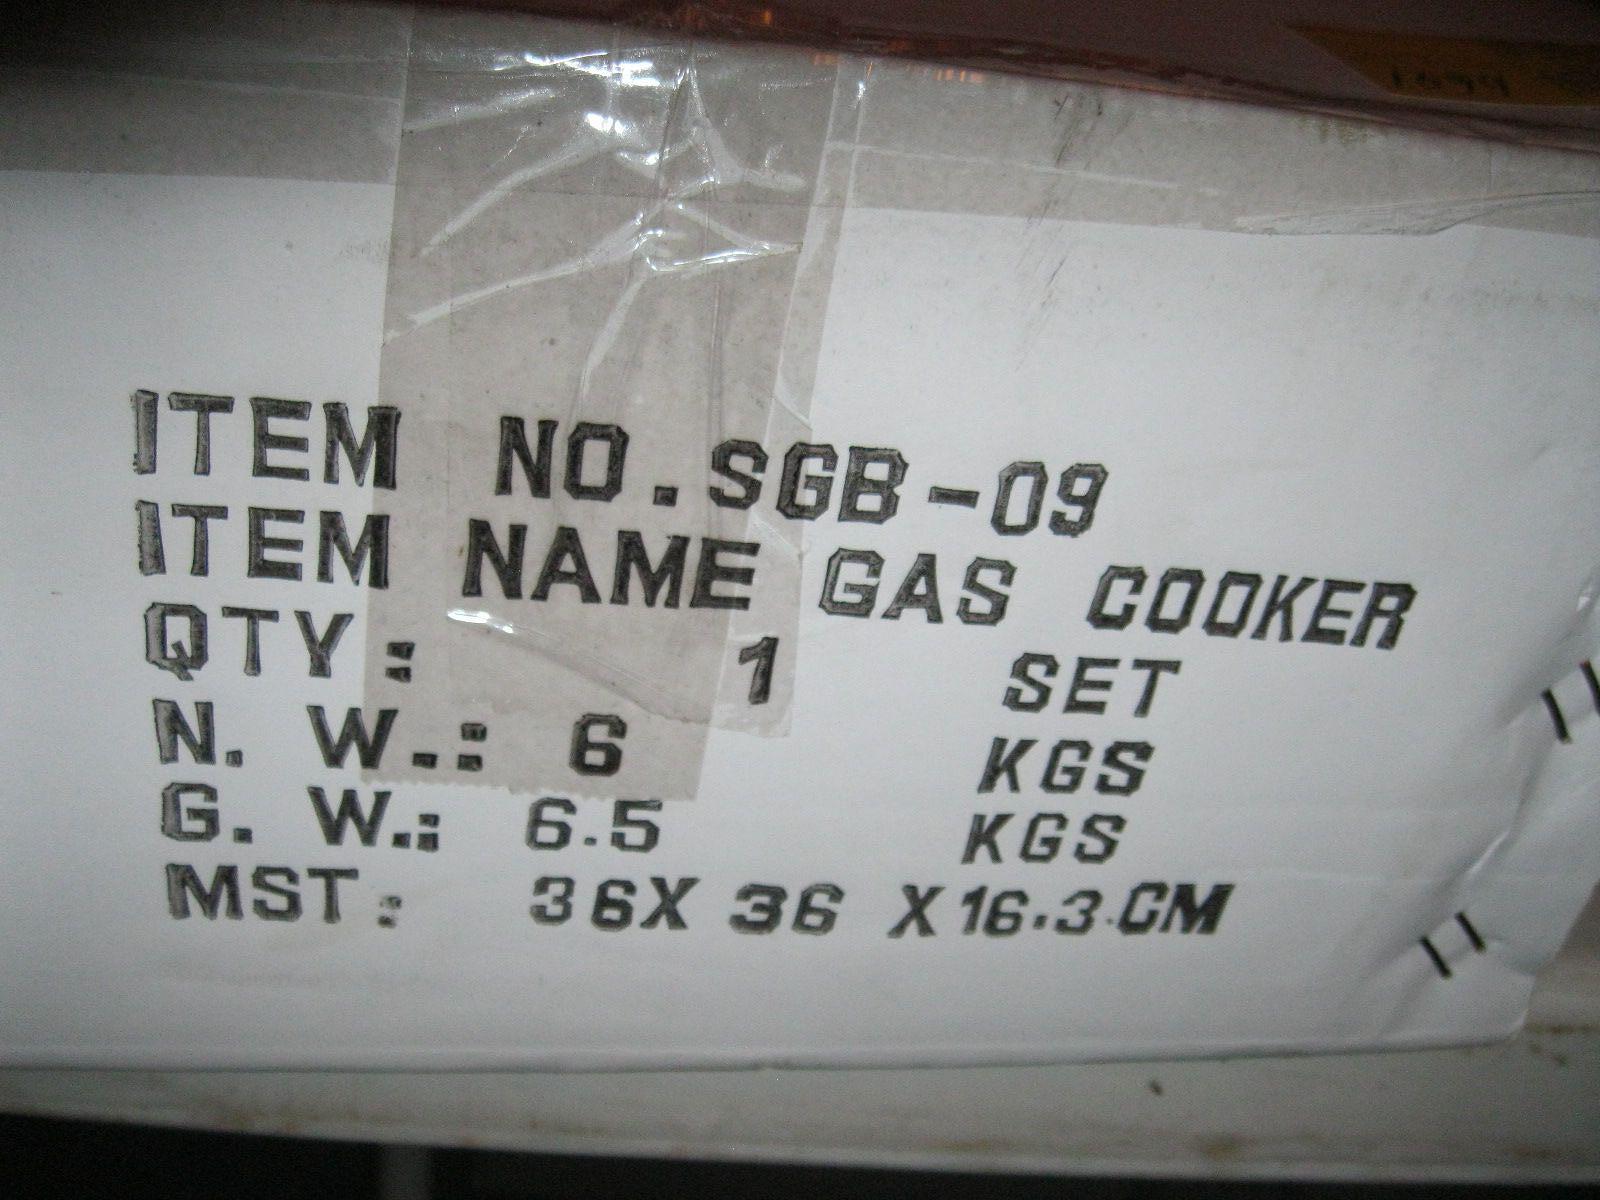 ITEM NO.SGB-09
ITEM NAME GAS COOKER
QTY: 1 SET
N. W.: 6 KGS
G. W.: 6.5 KGS
MST: 36X 36 X16.3.CM